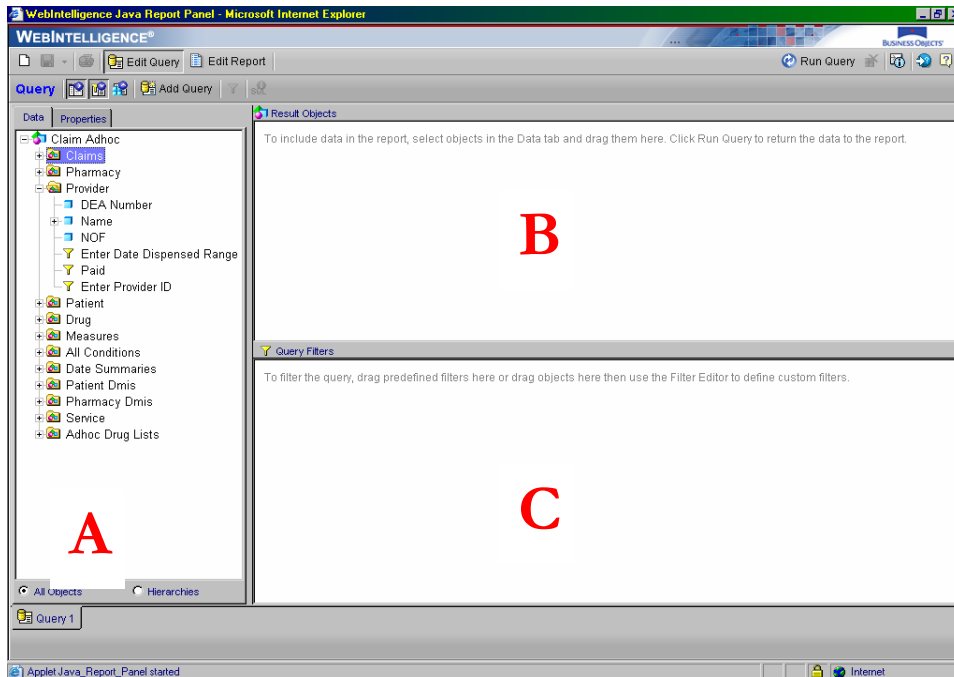 WebIntelligence Java Report Panel - Microsoft Internet Explorer
WEBINTELLIGENCE®
...
BUSINESS OBJECTS
Edit Query Edit Report Run Query
Query Add Query
Data Properties
Result Objects
To include data in the report, select objects in the Data tab and drag them here. Click Run Query to return the data to the report.
Claim Adhoc
Claims
Pharmacy
Provider
DEA Number
Name
NOF
Enter Date Dispensed Range
Paid
Enter Provider ID
Patient
Drug
Measures
All Conditions
Date Summaries
Patient Dmis
Pharmacy Dmis
Service
Adhoc Drug Lists
A
B
Query Filters
To filter the query, drag predefined filters here or drag objects here then use the Filter Editor to define custom filters.
C
All Objects Hierarchies
Query 1
Applet Java_Report_Panel started Internet